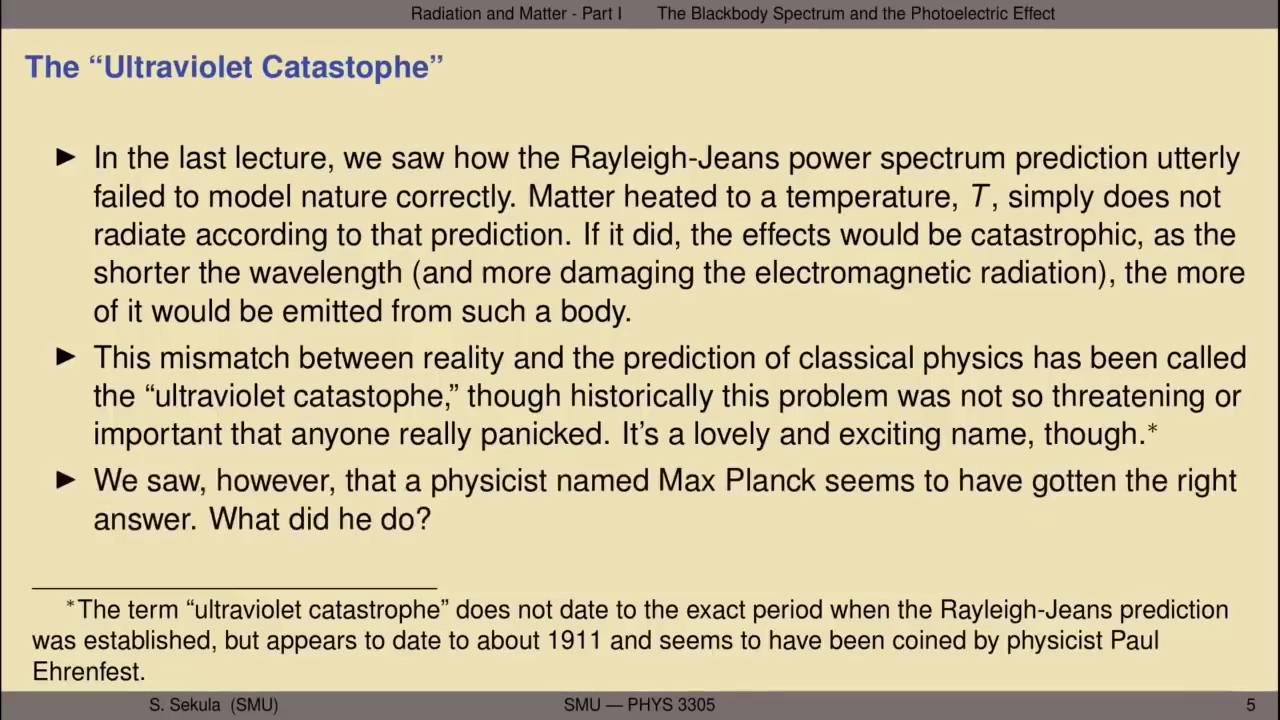 Radiation and Matter - Part I The Blackbody Spectrum and the Photoelectric Effect
The “Ultraviolet Catastophe”
▶ In the last lecture, we saw how the Rayleigh-Jeans power spectrum prediction utterly
failed to model nature correctly. Matter heated to a temperature, T, simply does not
radiate according to that prediction. If it did, the effects would be catastrophic, as the
shorter the wavelength (and more damaging the electromagnetic radiation), the more
of it would be emitted from such a body.
▶ This mismatch between reality and the prediction of classical physics has been called
the “ultraviolet catastophe,” though historically this problem was not so threatening or
important that anyone really panicked. It’s a lovely and exciting name, though.*
▶ We saw, however, that a physicist named Max Planck seems to have gotten the right
answer. What did he do?
*The term “ultraviolet catastrophe” does not date to the exact period when the Rayleigh-Jeans prediction
was established, but appears to date to about 1911 and seems to have been coined by physicist Paul
Ehrenfest.
S. Sekula (SMU) SMU — PHYS 3305 5